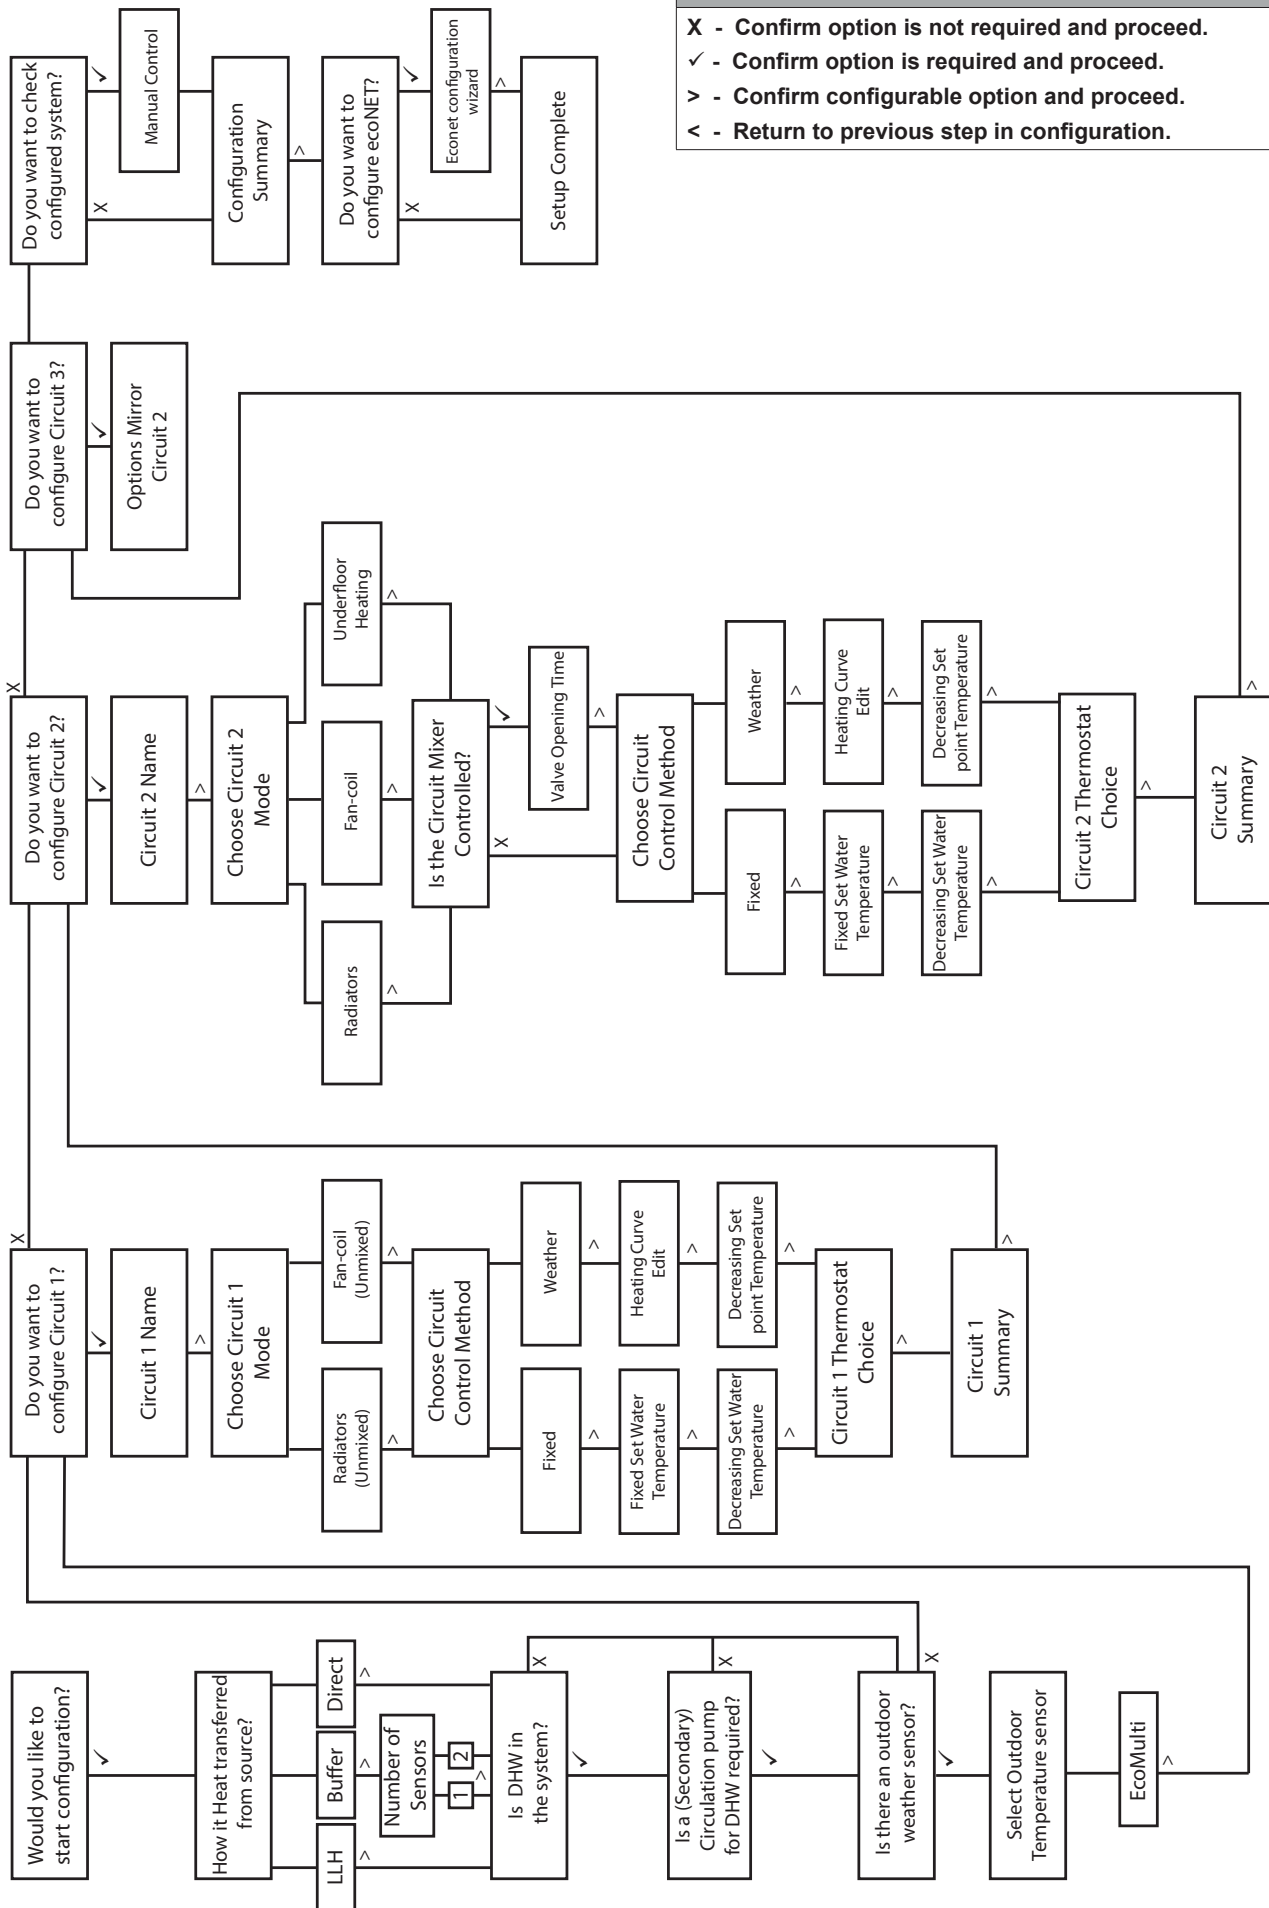 X - Confirm option is not required and proceed.
✓ - Confirm option is required and proceed.
> - Confirm configurable option and proceed.
< - Return to previous step in configuration.
Would you like to
start configuration?
✓
How it Heat transferred
from source?
LLH
>
Buffer
>
Direct
>
Number of
Sensors
1
>
2
Is DHW in
the system?
X
✓
Is a (Secondary)
Circulation pump
for DHW required?
X
✓
Is there an outdoor
weather sensor?
X
✓
Select Outdoor
Temperature sensor
EcoMulti
>
Do you want to
configure Circuit 1?
X
✓
Circuit 1 Name
>
Choose Circuit 1
Mode
Radiators
(Unmixed)
>
Fan-coil
(Unmixed)
>
Choose Circuit
Control Method
Fixed
>
Weather
>
Fixed Set Water
Temperature
>
Heating Curve
Edit
>
Decreasing Set Water
Temperature
>
Decreasing Set
point Temperature
>
Circuit 1 Thermostat
Choice
>
Circuit 1
Summary
>
Do you want to
configure Circuit 2?
X
✓
Circuit 2 Name
>
Choose Circuit 2
Mode
Radiators
>
Fan-coil
>
Underfloor
Heating
>
Is the Circuit Mixer
Controlled?
X
✓
Valve Opening Time
>
Choose Circuit
Control Method
Fixed
>
Weather
>
Fixed Set Water
Temperature
>
Heating Curve
Edit
>
Decreasing Set Water
Temperature
>
Decreasing Set
point Temperature
>
Circuit 2 Thermostat
Choice
>
Circuit 2
Summary
>
Do you want to
configure Circuit 3?
✓
Options Mirror
Circuit 2
Do you want to check
configured system?
X
✓
Manual Control
Configuration
Summary
>
Do you want to
configure ecoNET?
X
✓
Econet configuration
wizard
>
Setup Complete